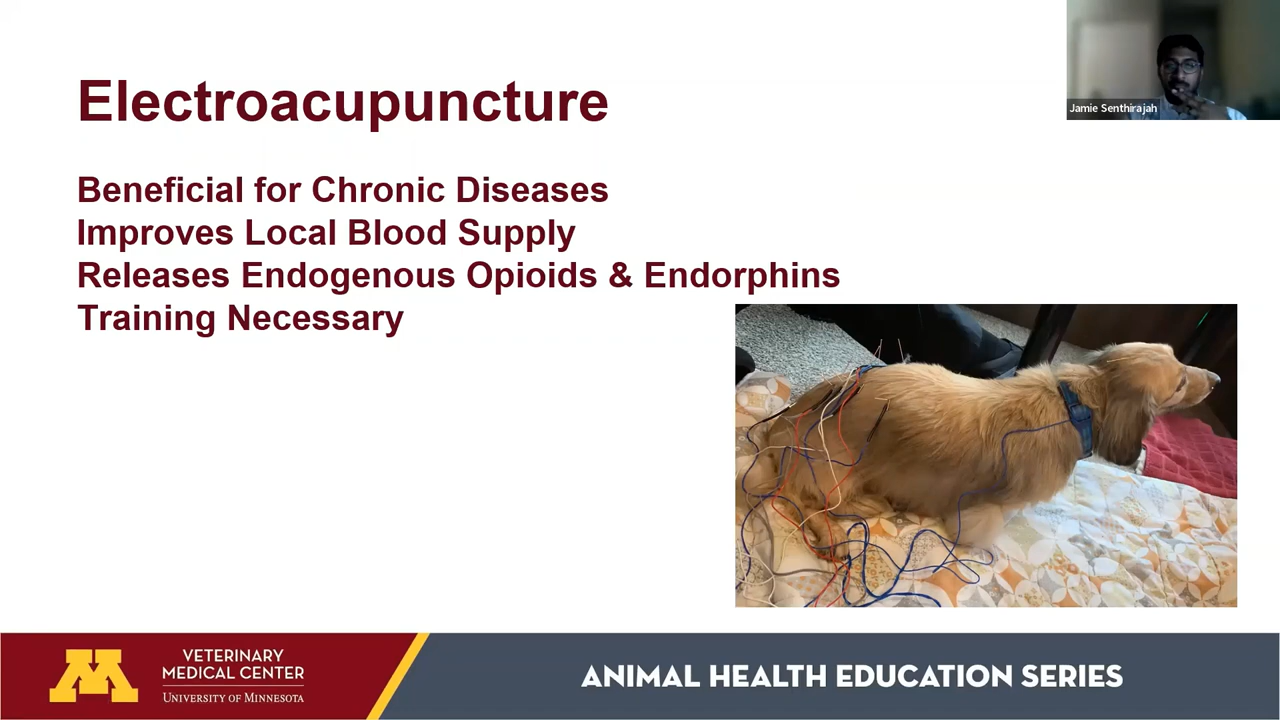 Electroacupuncture
Jamie Senthirajah
Beneficial for Chronic Diseases
Improves Local Blood Supply
Releases Endogenous Opioids & Endorphins
Training Necessary
M
VETERINARY
MEDICAL CENTER
UNIVERSITY OF MINNESOTA
ANIMAL HEALTH EDUCATION SERIES